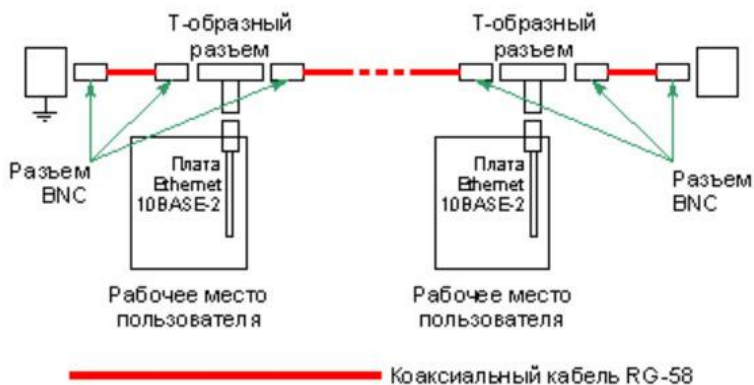 Т-образный
разъем
Т-образный
разъем
Разъем
BNC
Плата
Ethernet
10BASE-2
Плата
Ethernet
10BASE-2
Разъем
BNC
Рабочее место
пользователя
Рабочее место
пользователя
Коаксиальный кабель RG-58